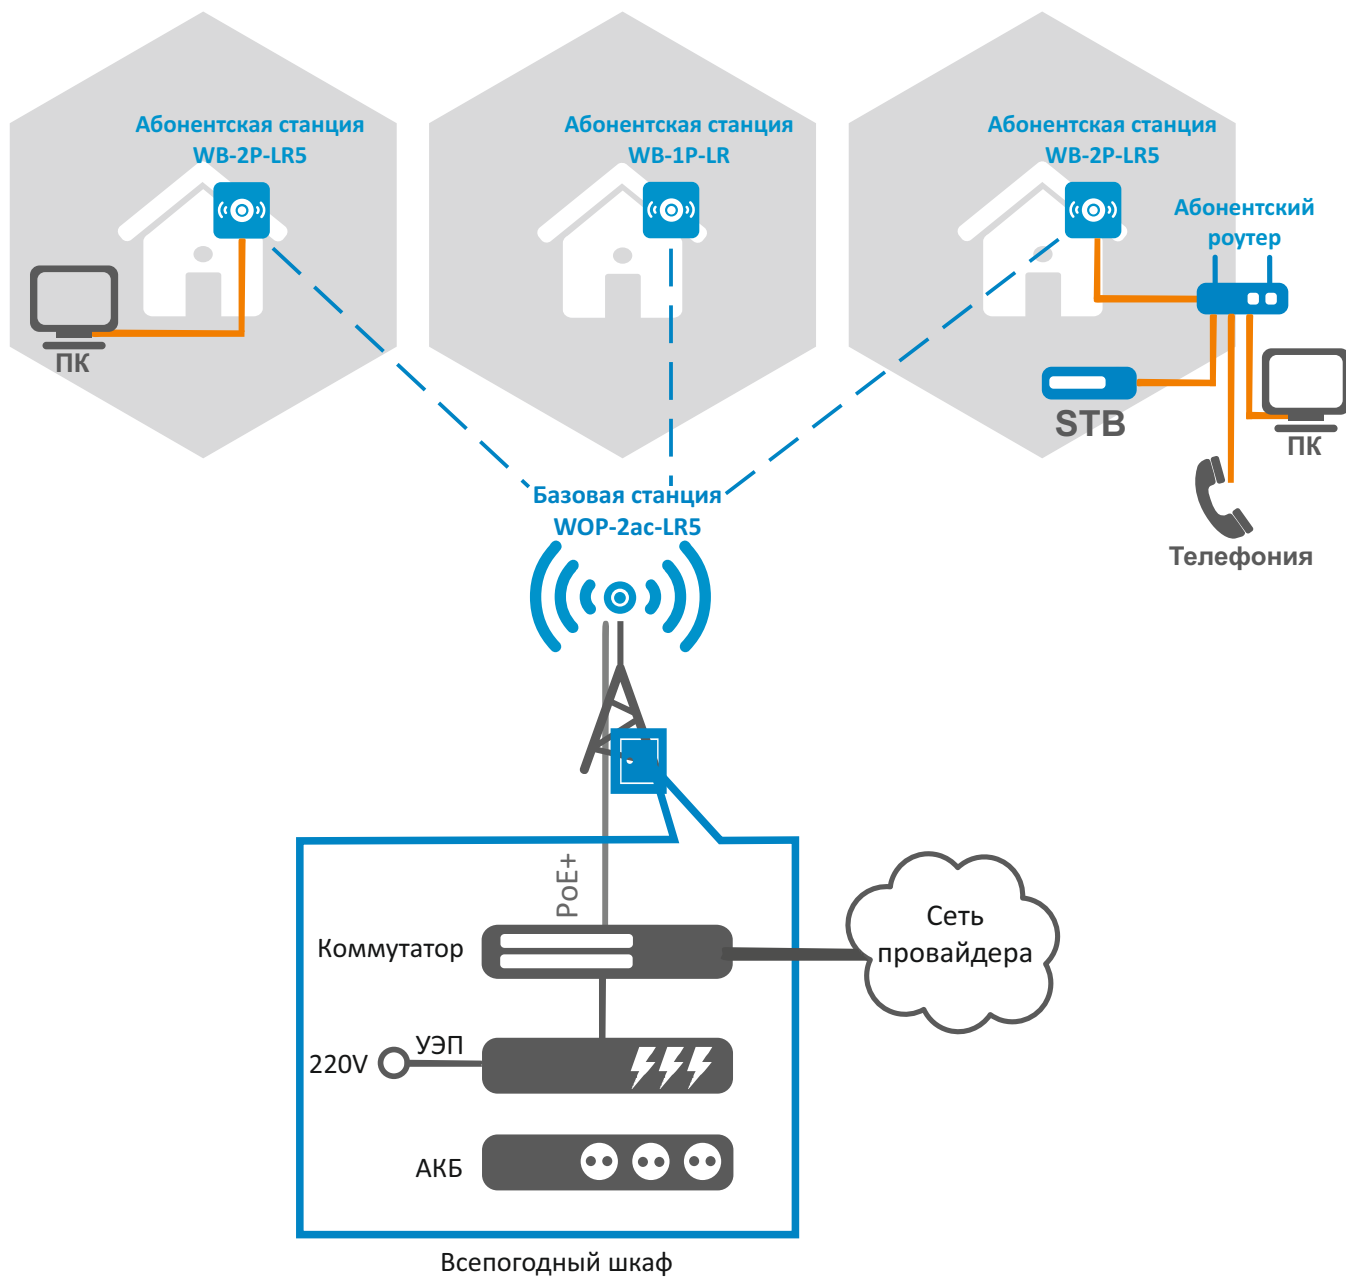 Абонентская станция
WB-2P-LR5
Абонентская станция
WB-1P-LR
Абонентская станция
WB-2P-LR5
Абонентский
роутер
ПК
STB
ПК
Телефония
Базовая станция
WOP-2ac-LR5
PoE+
Коммутатор
Сеть
провайдера
УЭП
220V
АКБ
Всепогодный шкаф